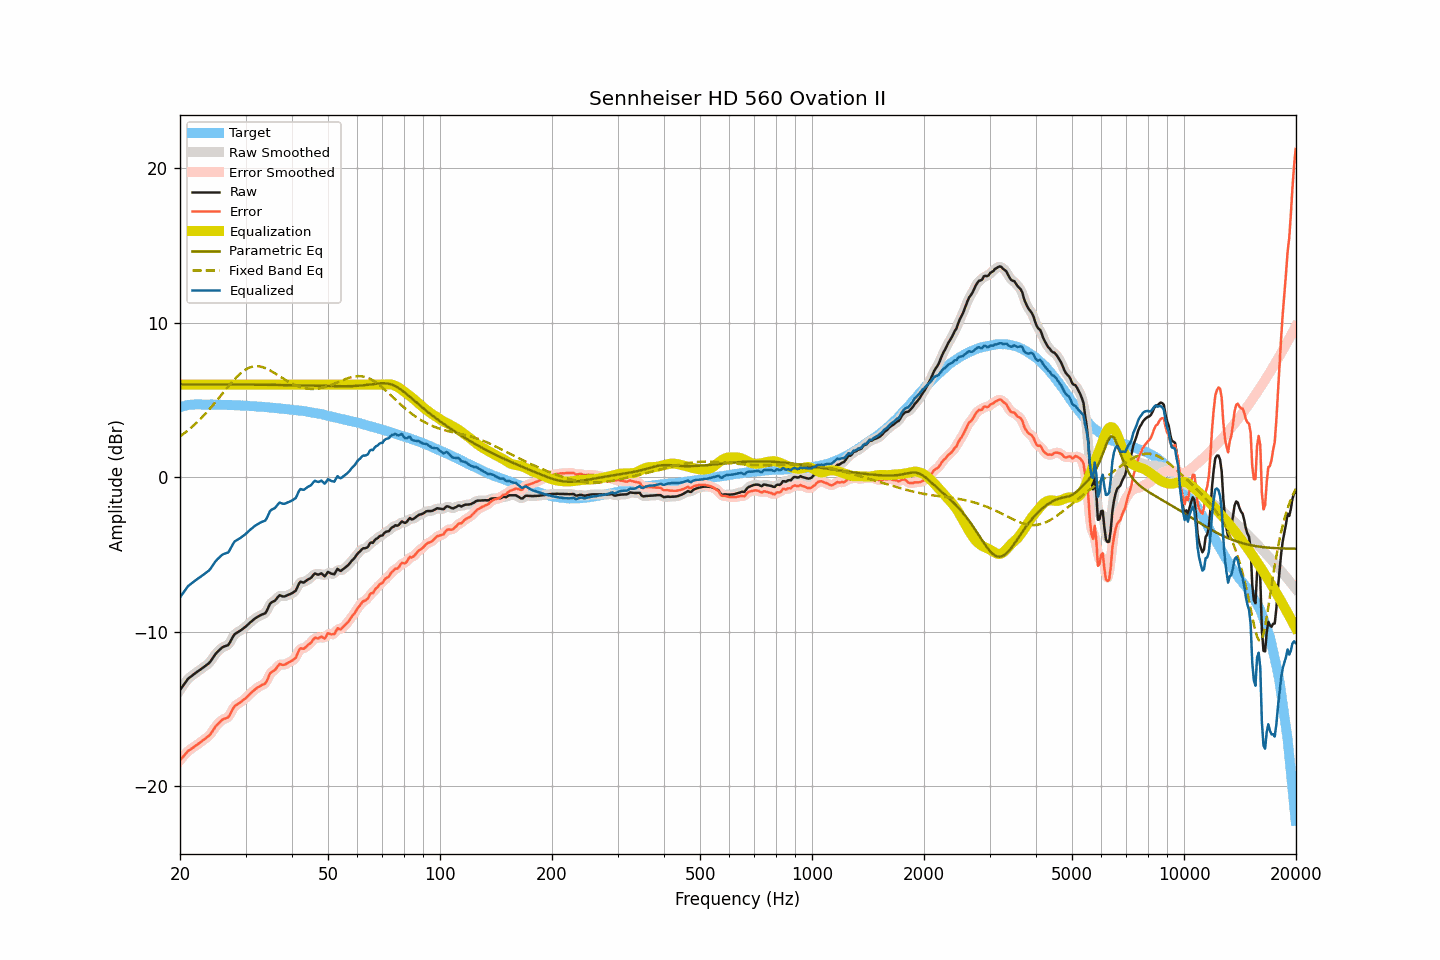 Sennheiser HD 560 Ovation II
Target
Raw Smoothed
Error Smoothed
Raw
Error
Equalization
Parametric Eq
Fixed Band Eq
Equalized
20
10
0
−10
−20
Amplitude (dBr)
20
50
100
200
500
1000
2000
5000
10000
20000
Frequency (Hz)